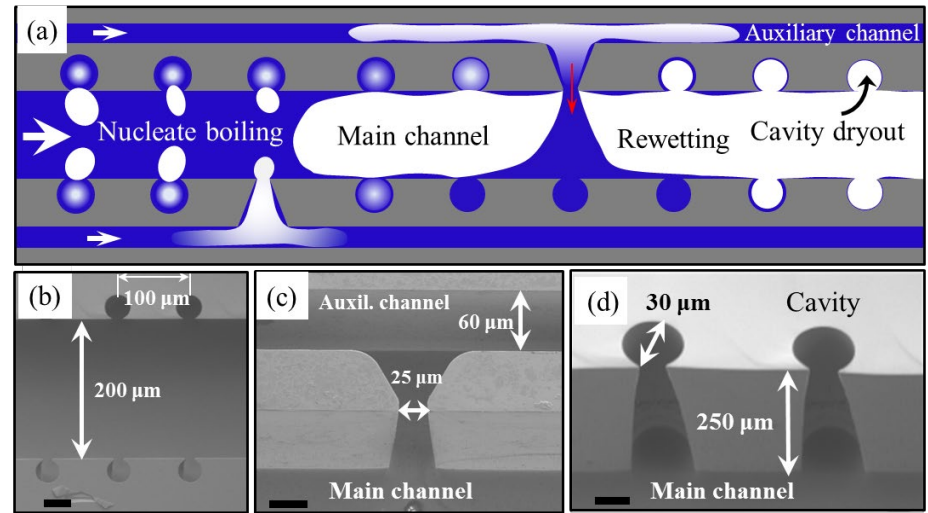 (a)
Auxiliary channel
Nucleate boiling
Main channel
Rewetting
Cavity dryout
(b)
100 µm
200 µm
(c)
Auxil. channel
60 µm
25 µm
Main channel
(d)
30 µm
Cavity
250 µm
Main channel